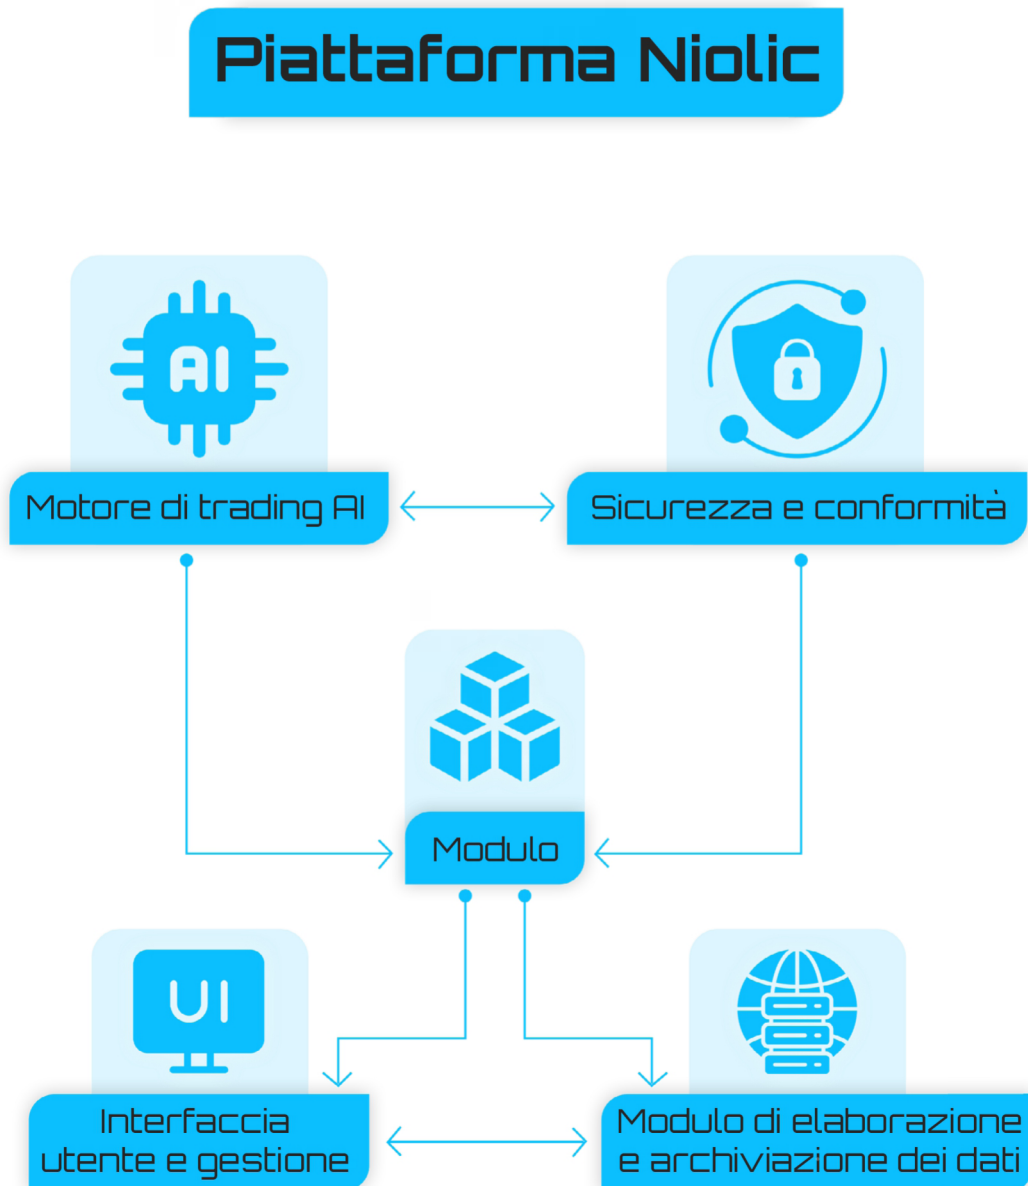 Piattaforma Niolic
AI
Motore di trading AI
Sicurezza e conformità
Modulo
UI
Interfaccia
utente e gestione
Modulo di elaborazione
e archiviazione dei dati